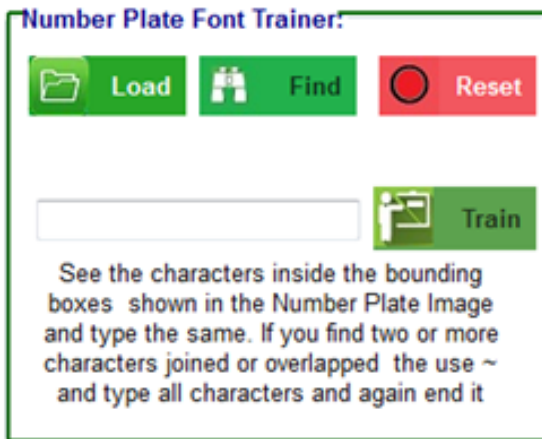 Number Plate Font Trainer:
Load Find Reset
Train
See the characters inside the bounding
boxes shown in the Number Plate Image
and type the same. If you find two or more
characters joined or overlapped the use ~
and type all characters and again end it